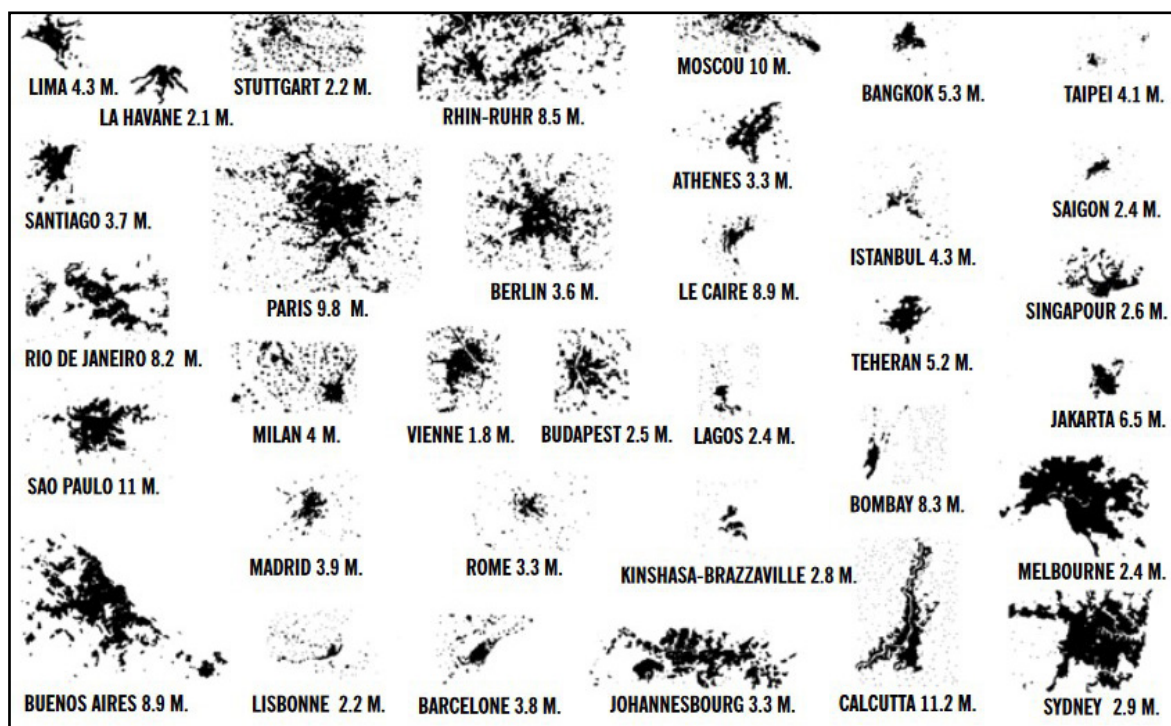 LIMA 4.3 M.
LA HAVANE 2.1 M.
STUTTGART 2.2 M.
RHIN-RUHR 8.5 M.
MOSCOU 10 M.
BANGKOK 5.3 M.
TAIPEI 4.1 M.
SANTIAGO 3.7 M.
PARIS 9.8 M.
BERLIN 3.6 M.
ATHENES 3.3 M.
LE CAIRE 8.9 M.
ISTANBUL 4.3 M.
SAIGON 2.4 M.
SINGAPOUR 2.6 M.
RIO DE JANEIRO 8.2 M.
MILAN 4 M.
VIENNE 1.8 M.
BUDAPEST 2.5 M.
LAGOS 2.4 M.
TEHERAN 5.2 M.
JAKARTA 6.5 M.
SAO PAULO 11 M.
MADRID 3.9 M.
ROME 3.3 M.
KINSHASA-BRAZZAVILLE 2.8 M.
BOMBAY 8.3 M.
MELBOURNE 2.4 M.
BUENOS AIRES 8.9 M.
LISBONNE 2.2 M.
BARCELONE 3.8 M.
JOHANNESBOURG 3.3 M.
CALCUTTA 11.2 M.
SYDNEY 2.9 M.